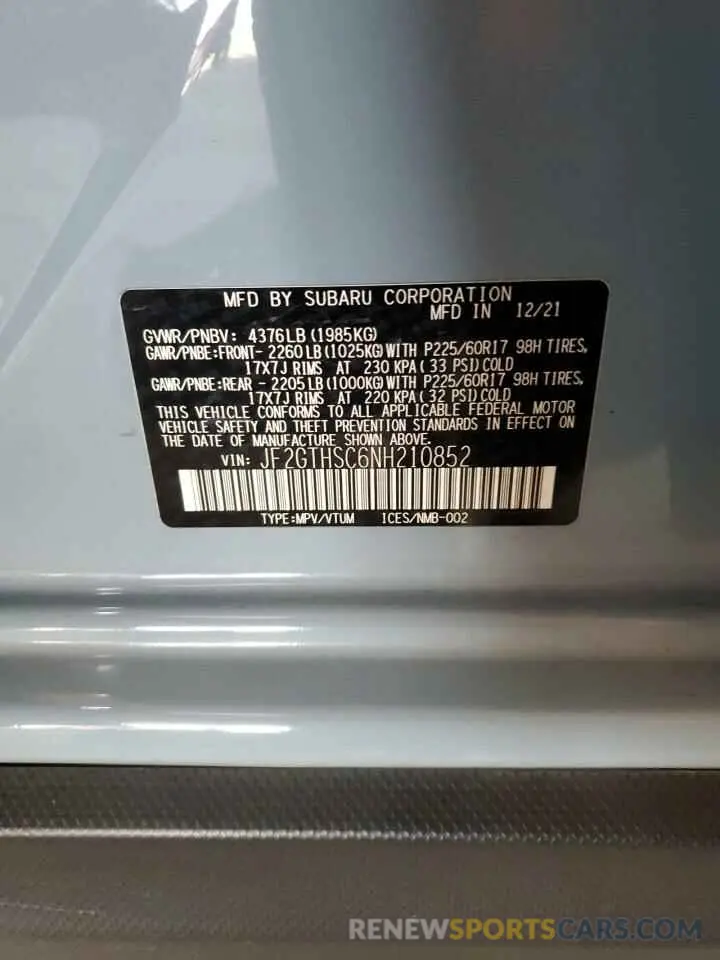 MFD BY SUBARU CORPORATION
MFD IN 12/21
GVWR/PNBV: 4376LB(1985KG)
GAWR/PNBE:FRONT- 2260LB(1025KG)WITH P225/60R17 98H TIRES,
17X7J RIMS AT 230 KPA( 33 PSI)COLD
GAWR/PNBE:REAR - 2205LB(1000KG)WITH P225/60R17 98H TIRES,
17X7J RIMS AT 220 KPA( 32 PSI)COLD
THIS VEHICLE CONFORMS TO ALL APPLICABLE FEDERAL MOTOR
VEHICLE SAFETY AND THEFT PREVENTION STANDARDS IN EFFECT ON
THE DATE OF MANUFACTURE SHOWN ABOVE.
VIN: JF2GTHSC6NH210852
TYPE:MPV/VTUM ICES/NMB-002
RENEWSPORTSCARS.COM